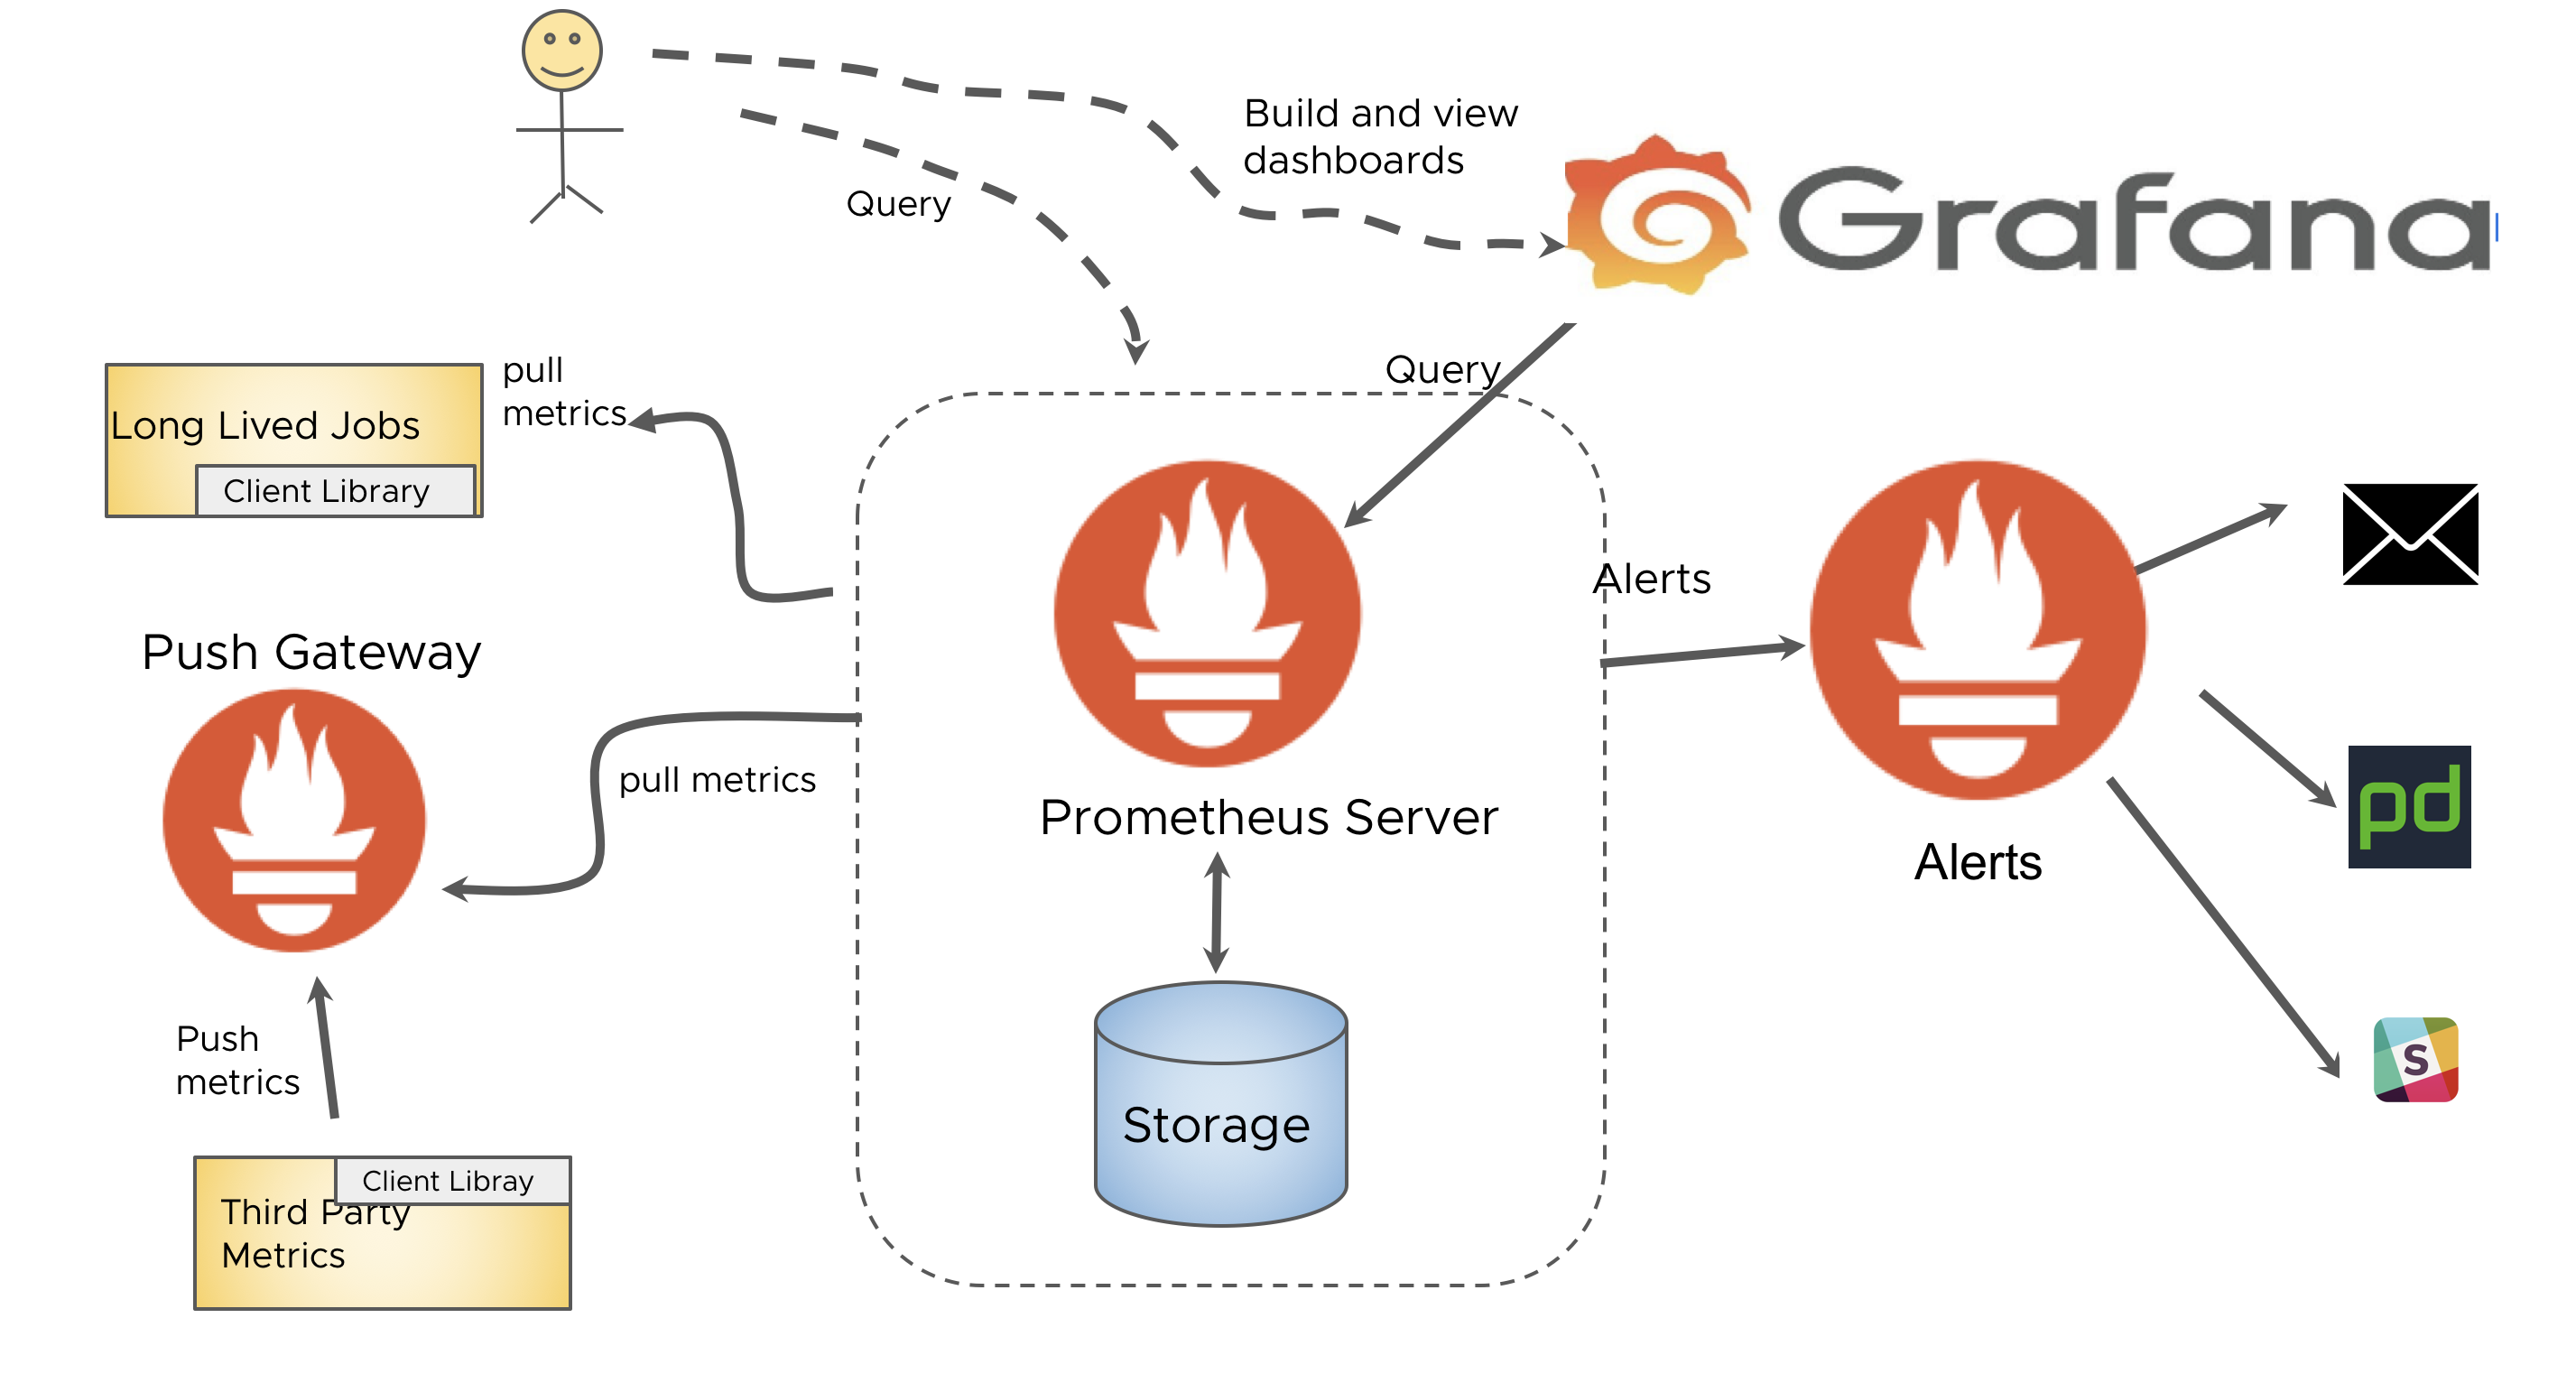 Build and view
dashboards
Query
Grafana
Query
pull
metrics
Long Lived Jobs
Client Library
Alerts
Push Gateway
pull metrics
Prometheus Server
Alerts
pd
Push
metrics
S
Storage
Client Libray
Third Party
Metrics